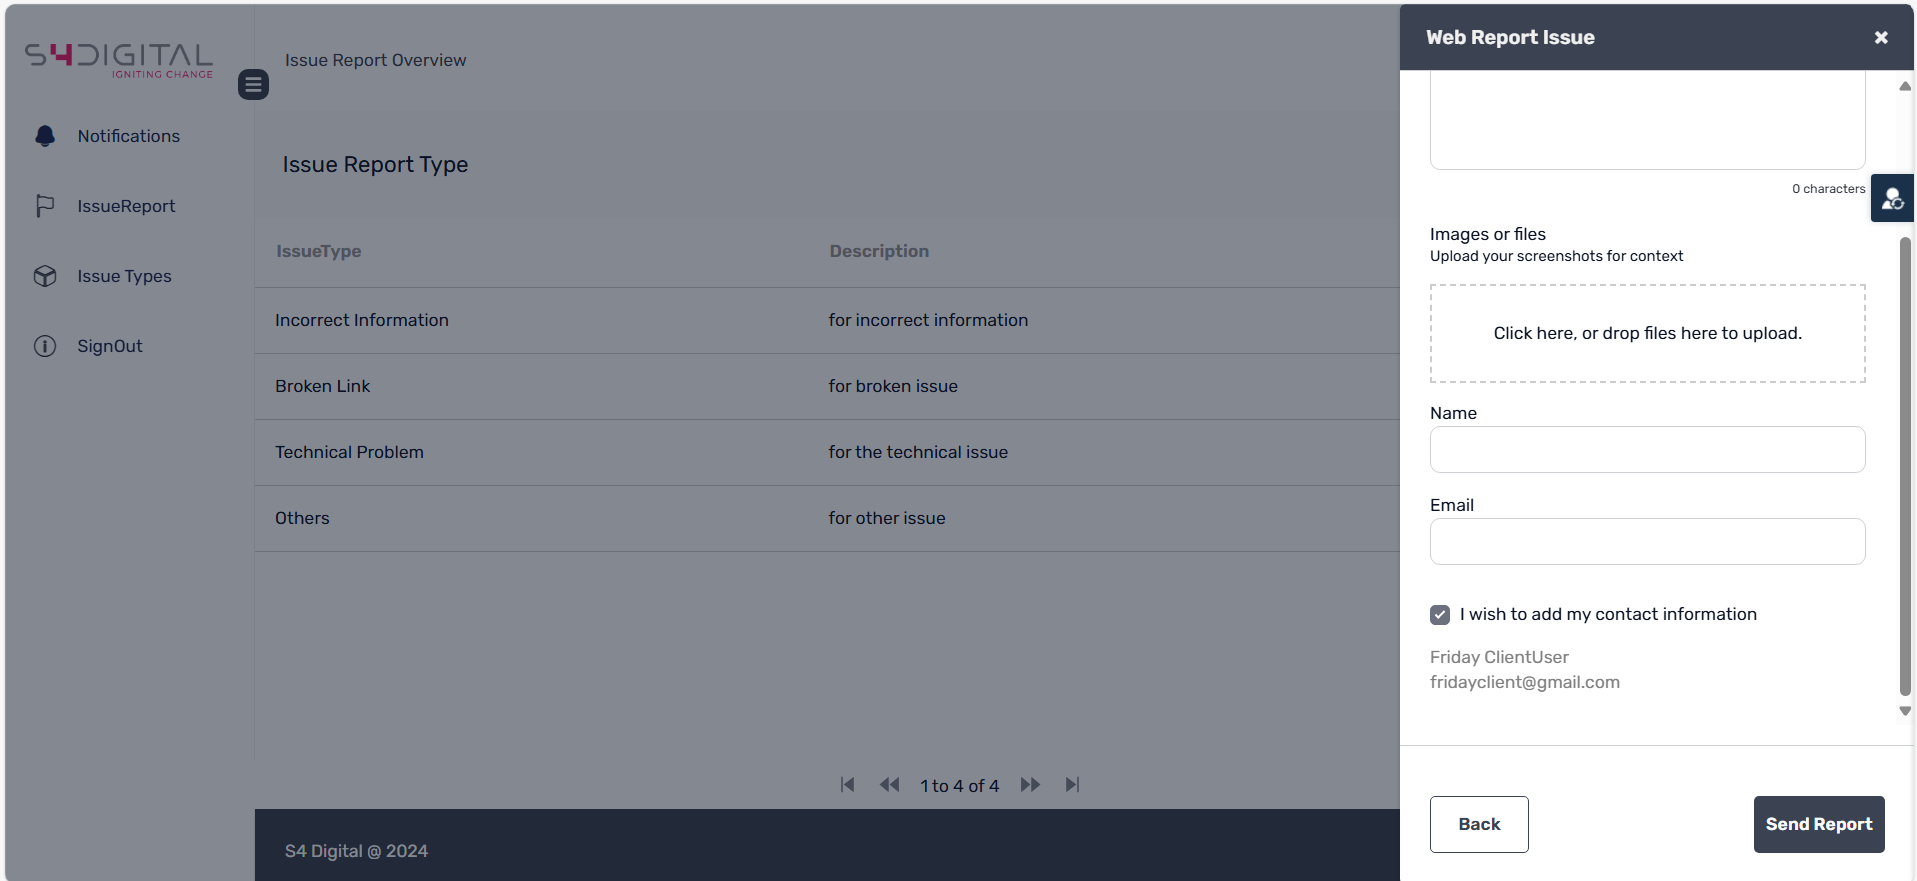 S4DIGITAL
IGNITING CHANGE
Notifications
IssueReport
Issue Types
SignOut
Issue Report Overview
Issue Report Type
IssueType Description
Incorrect Information for incorrect information
Broken Link for broken issue
Technical Problem for the technical issue
Others for other issue
1 to 4 of 4
S4 Digital @ 2024
Web Report Issue
0 characters
Images or files
Upload your screenshots for context
Click here, or drop files here to upload.
Name
Email
I wish to add my contact information
Friday ClientUser
fridayclient@gmail.com
Back Send Report